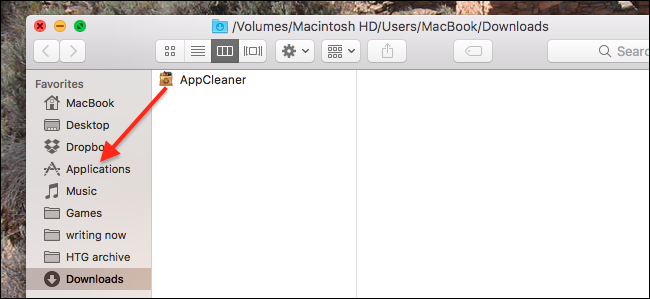 /Volumes/Macintosh HD/Users/MacBook/Downloads
Sear
Favorites
AppCleaner
MacBook
Desktop
Dropbo
Applications
Music
Games
writing now
HTG archive
Downloads